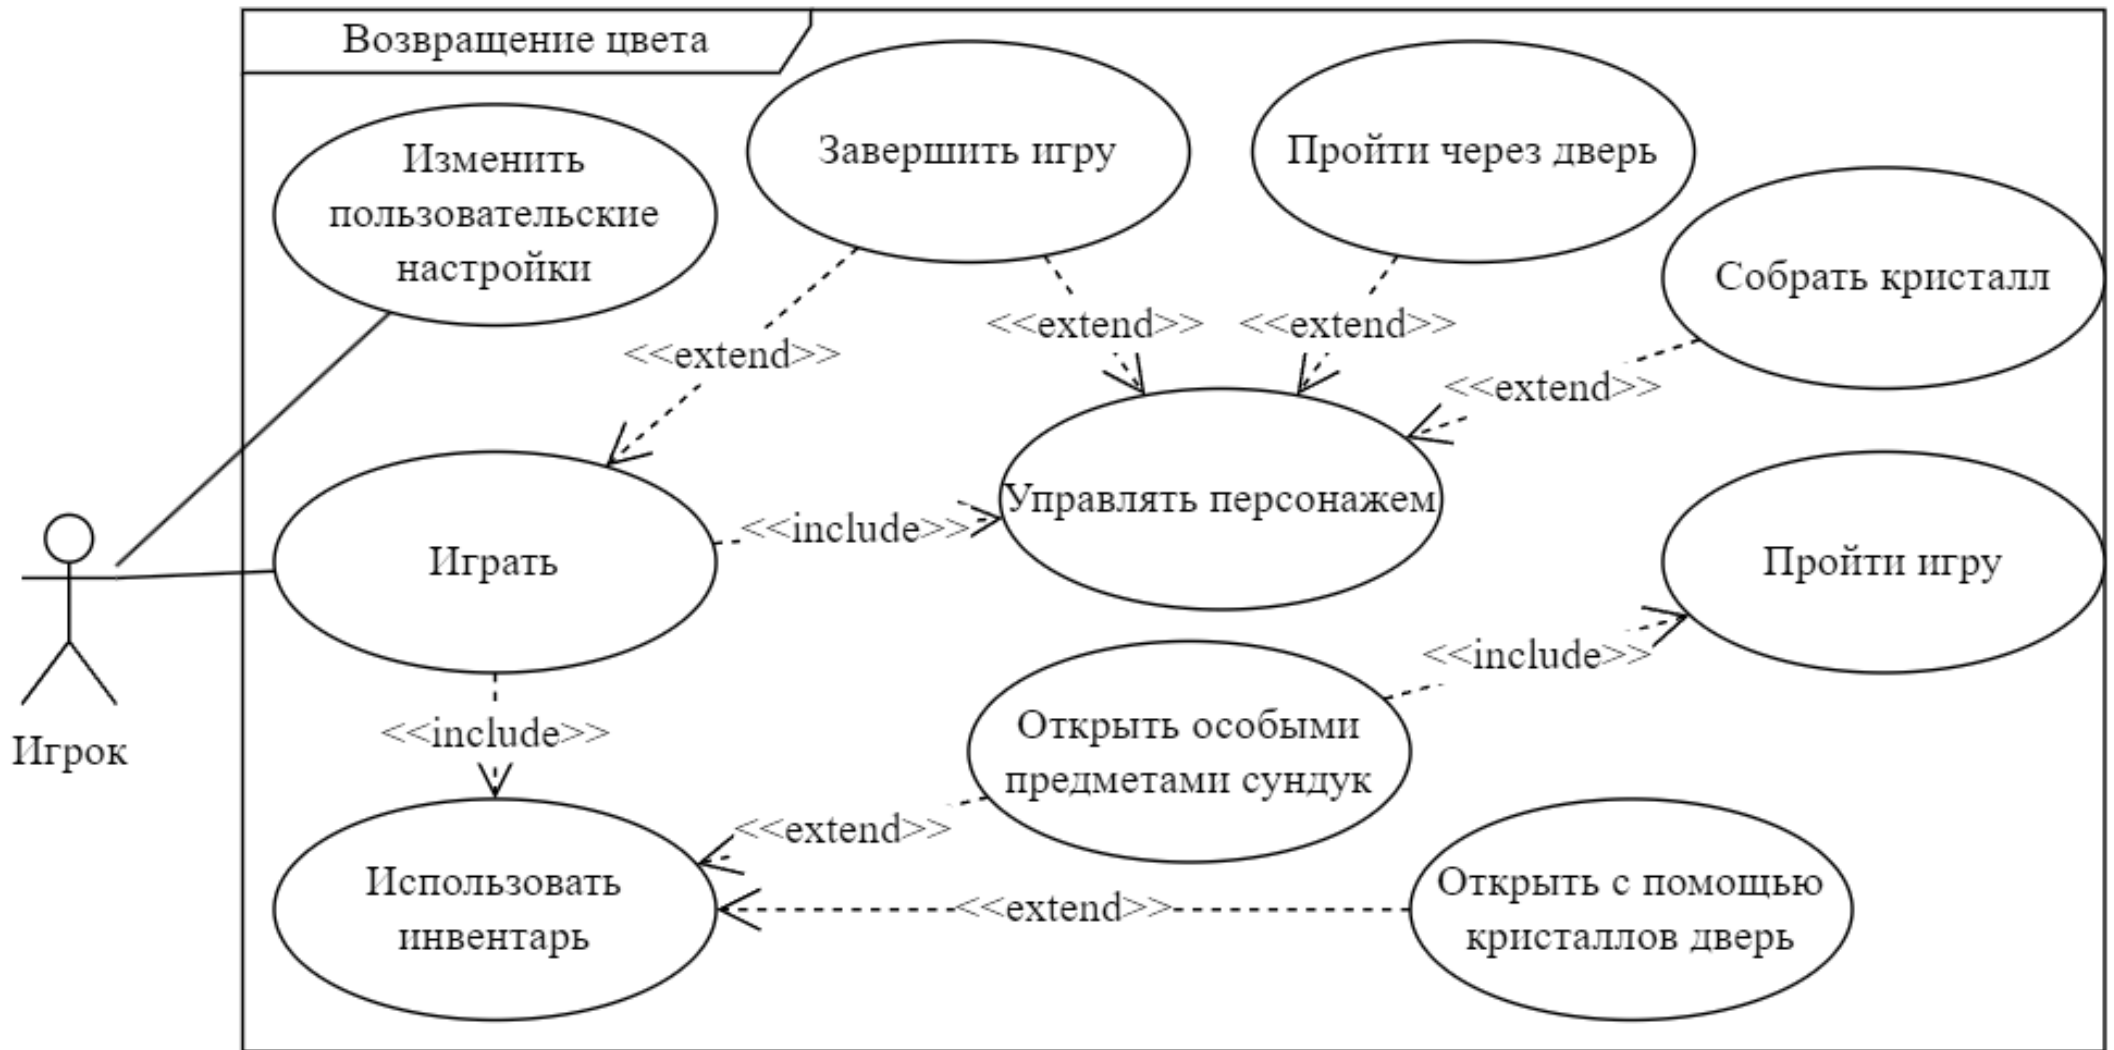 Возвращение цвета
Изменить
пользовательские
настройки
Завершить игру
Пройти через дверь
Собрать кристалл
<<extend>>
<<extend>>
<<extend>>
<<extend>>
Играть
<<include>>
Управлять персонажем
Пройти игру
Игрок
<<include>>
<<include>>
Открыть особыми
предметами сундук
<<extend>>
Использовать
инвентарь
<<extend>>
Открыть с помощью
кристаллов дверь